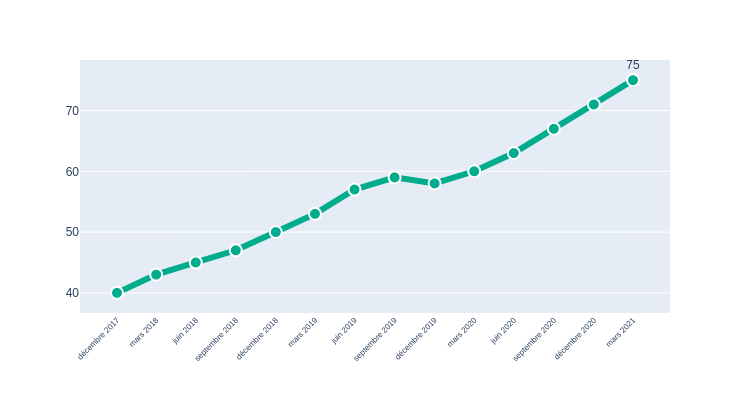 75
70
60
50
40
décembre 2017
mars 2018
juin 2018
septembre 2018
décembre 2018
mars 2019
juin 2019
septembre 2019
décembre 2019
mars 2020
juin 2020
septembre 2020
décembre 2020
mars 2021